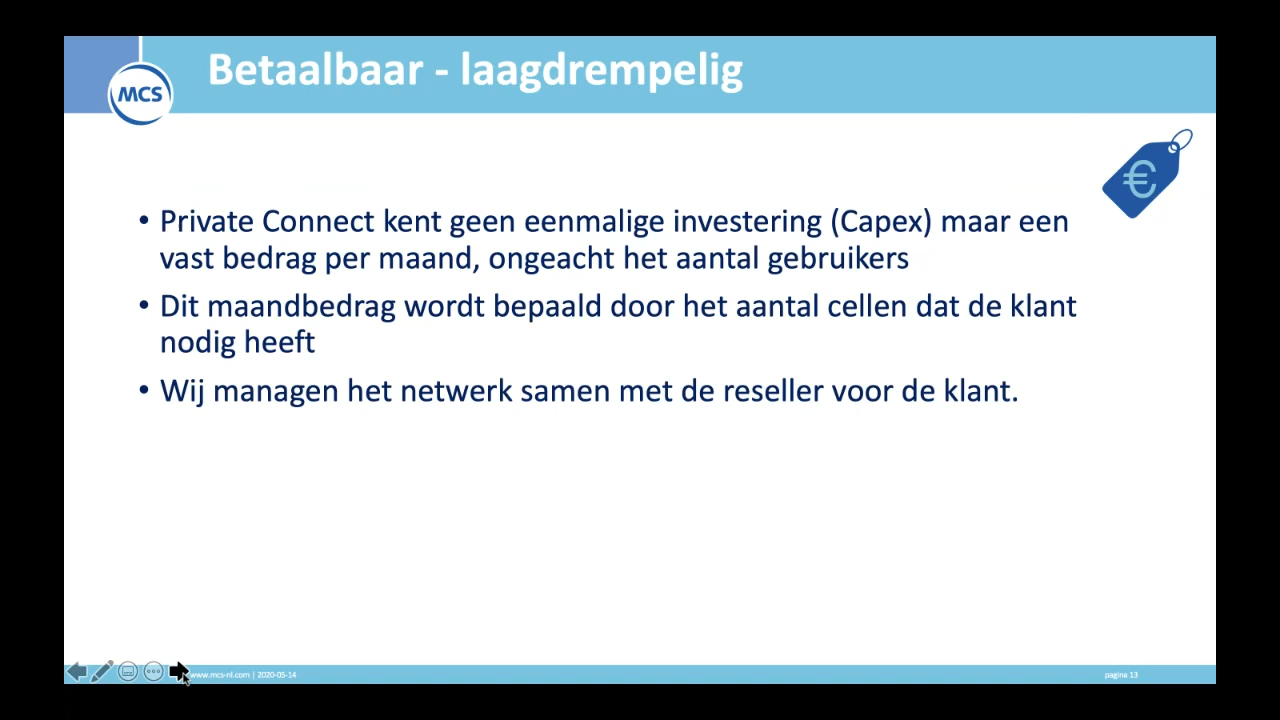 Betaalbaar - laagdrempelig
MCS
€
• Private Connect kent geen eenmalige investering (Capex) maar een
vast bedrag per maand, ongeacht het aantal gebruikers
• Dit maandbedrag wordt bepaald door het aantal cellen dat de klant
nodig heeft
• Wij managen het netwerk samen met de reseller voor de klant.
www.mcs-nl.com | 2020-05-14
pagina 13